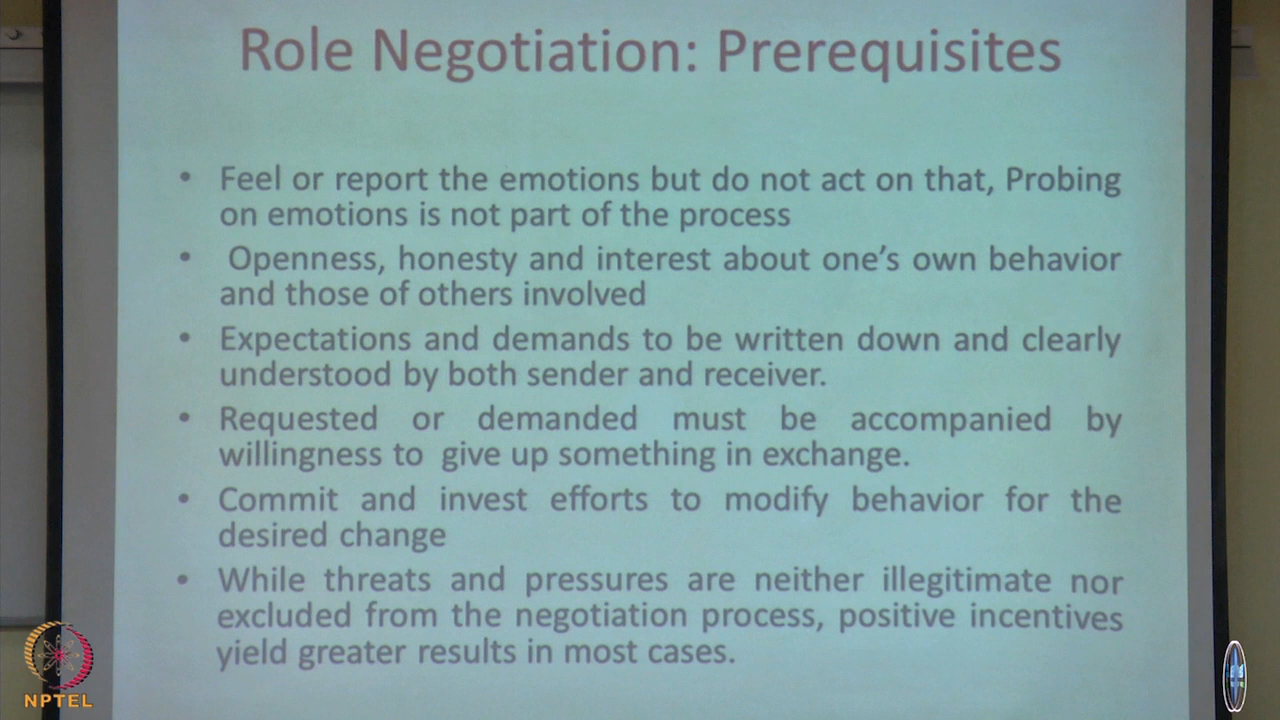 Role Negotiation: Prerequisites
• Feel or report the emotions but do not act on that, Probing
on emotions is not part of the process
• Openness, honesty and interest about one's own behavior
and those of others involved
• Expectations and demands to be written down and clearly
understood by both sender and receiver.
• Requested or demanded must be accompanied by
willingness to give up something in exchange.
• Commit and invest efforts to modify behavior for the
desired change
• While threats and pressures are neither illegitimate nor
excluded from the negotiation process, positive incentives
yield greater results in most cases.
NPTEL